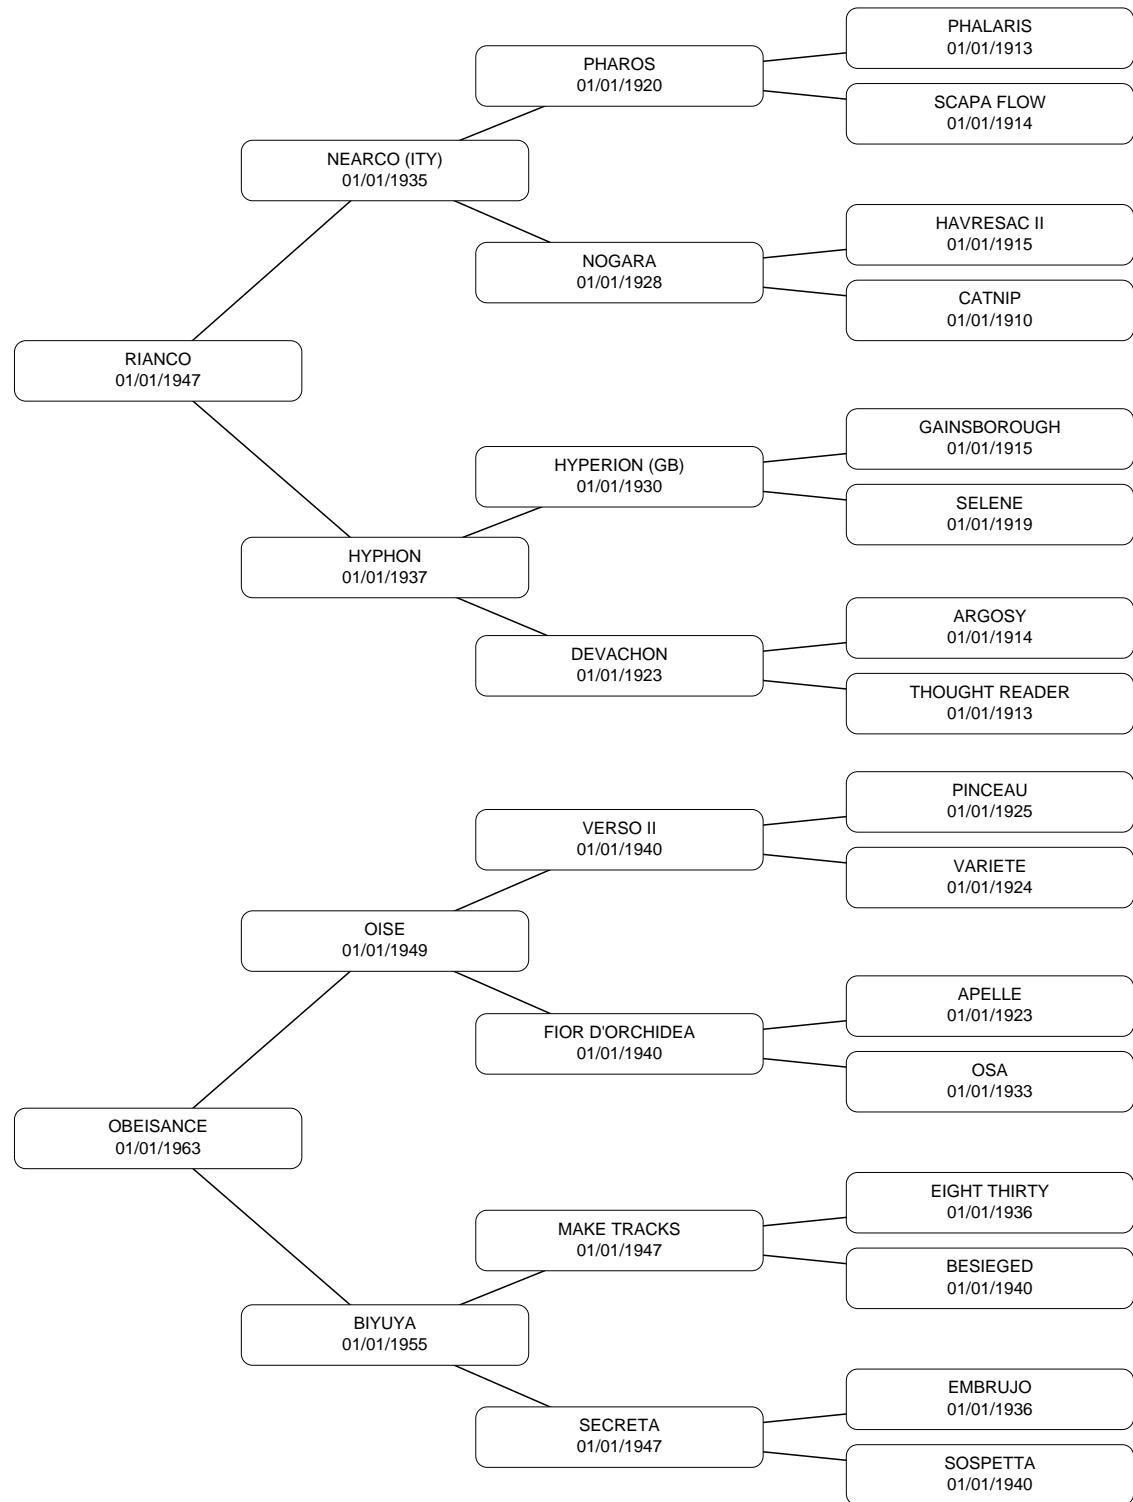 PHALARIS
01/01/1913
PHAROS
01/01/1920
SCAPA FLOW
01/01/1914
NEARCO (ITY)
01/01/1935
HAVRESAC II
01/01/1915
NOGARA
01/01/1928
CATNIP
01/01/1910
RIANCO
01/01/1947
GAINSBOROUGH
01/01/1915
HYPERION (GB)
01/01/1930
SELENE
01/01/1919
HYPHON
01/01/1937
ARGOSY
01/01/1914
DEVACHON
01/01/1923
THOUGHT READER
01/01/1913
PINCEAU
01/01/1925
VERSO II
01/01/1940
VARIETE
01/01/1924
OISE
01/01/1949
APELLE
01/01/1923
FIOR D'ORCHIDEA
01/01/1940
OSA
01/01/1933
OBEISANCE
01/01/1963
EIGHT THIRTY
01/01/1936
MAKE TRACKS
01/01/1947
BESIEGED
01/01/1940
BIYUYA
01/01/1955
EMBRUJO
01/01/1936
SECRETA
01/01/1947
SOSPETTA
01/01/1940